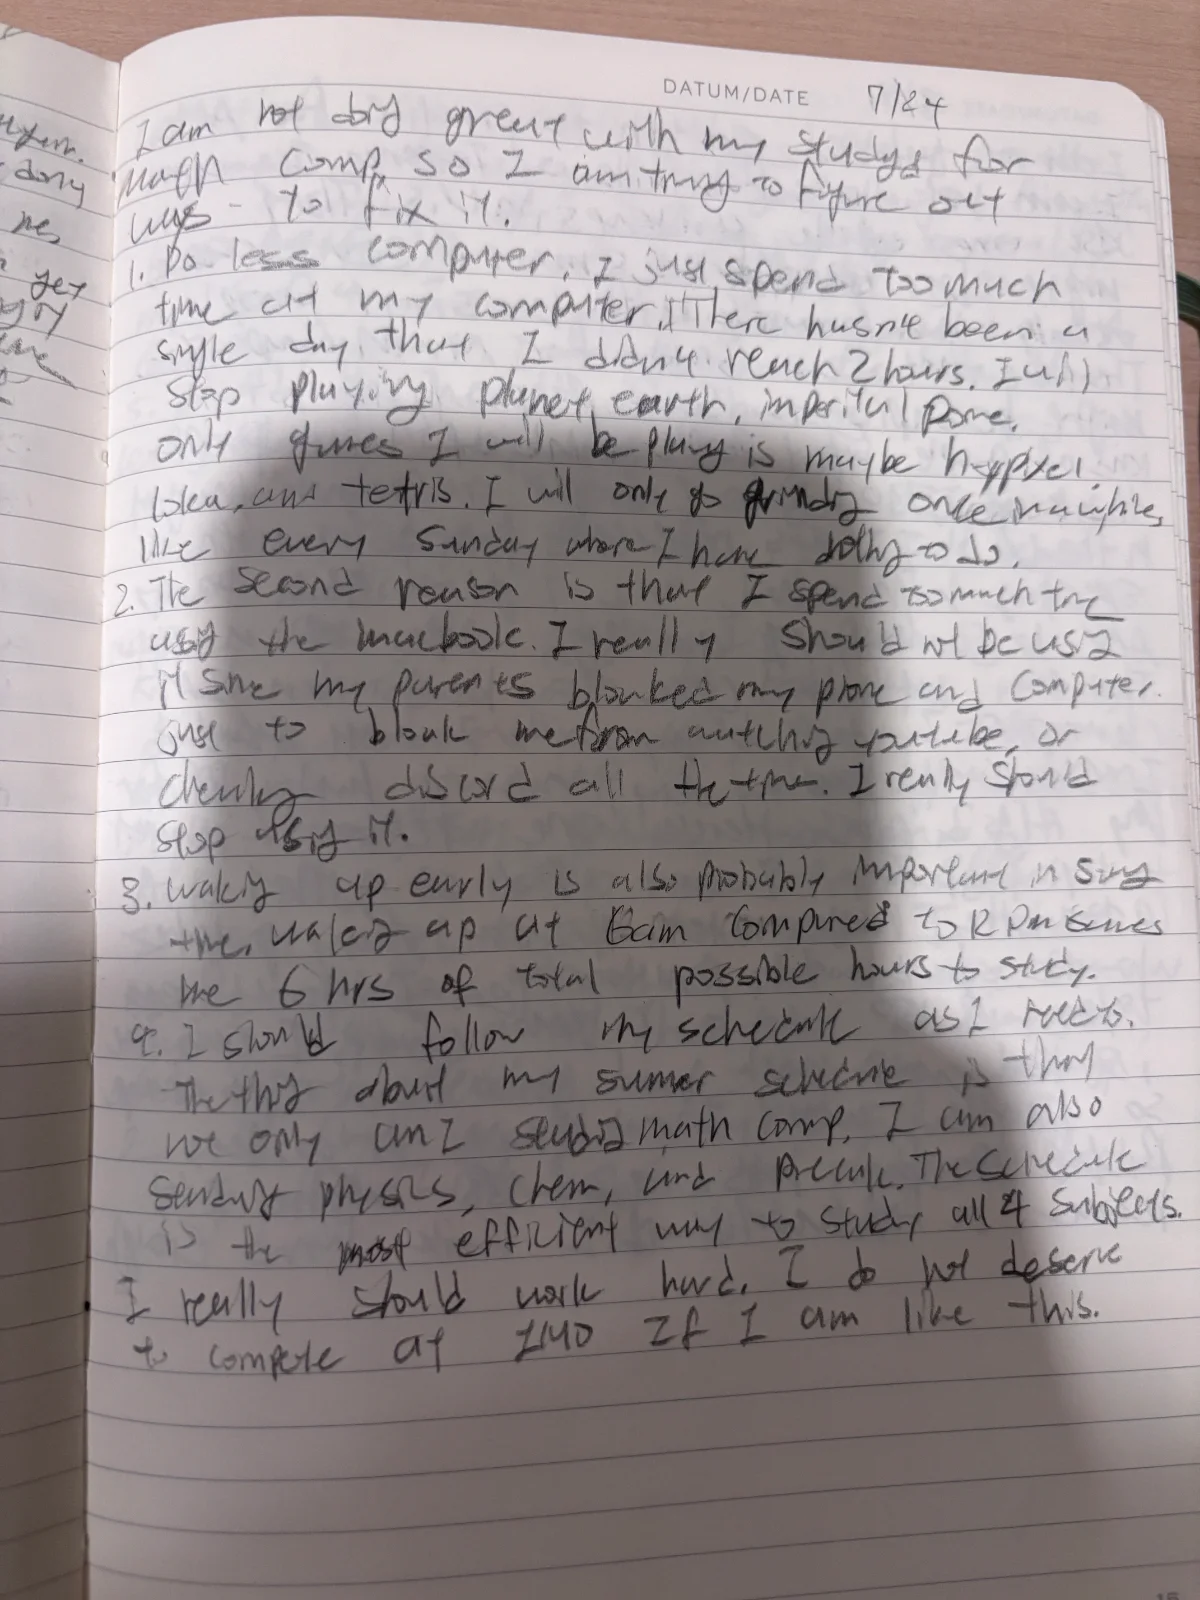 DATUM/DATE 7/24
I am not doing great with my studys for
math comp, so I am trying to figure out
ways to fix it.
1. Do less computer, I just spend too much
time at my computer. There hasn't been a
single day that I didn't reach 2 hours. I will
stop playing planet earth, imperial
only games I will be playing is maybe hypixel
and tetris. I will only go grinding once in a while,
like every Sunday where I have nothing to do.
2. The second reason is that I spend too much time
using the macbook. I really should not be using
it since my parents blocked my phone and computer
just to block me from watching youtube, or
checking discord all the time. I really should
stop using it.
3. waking up early is also probably important in saving
time, waking up at 6am compared to 12 pm saves
me 6 hrs of total possible hours to study.
4. I should follow my schedule as I need to.
The thing about my summer schedule is that
not only am I studying math comp, I am also
studying physics, chem, and precalc. The schedule
is the most efficient way to study all 4 subjects.
I really should work hard. I do not deserve
to compete at IMO If I am like this.